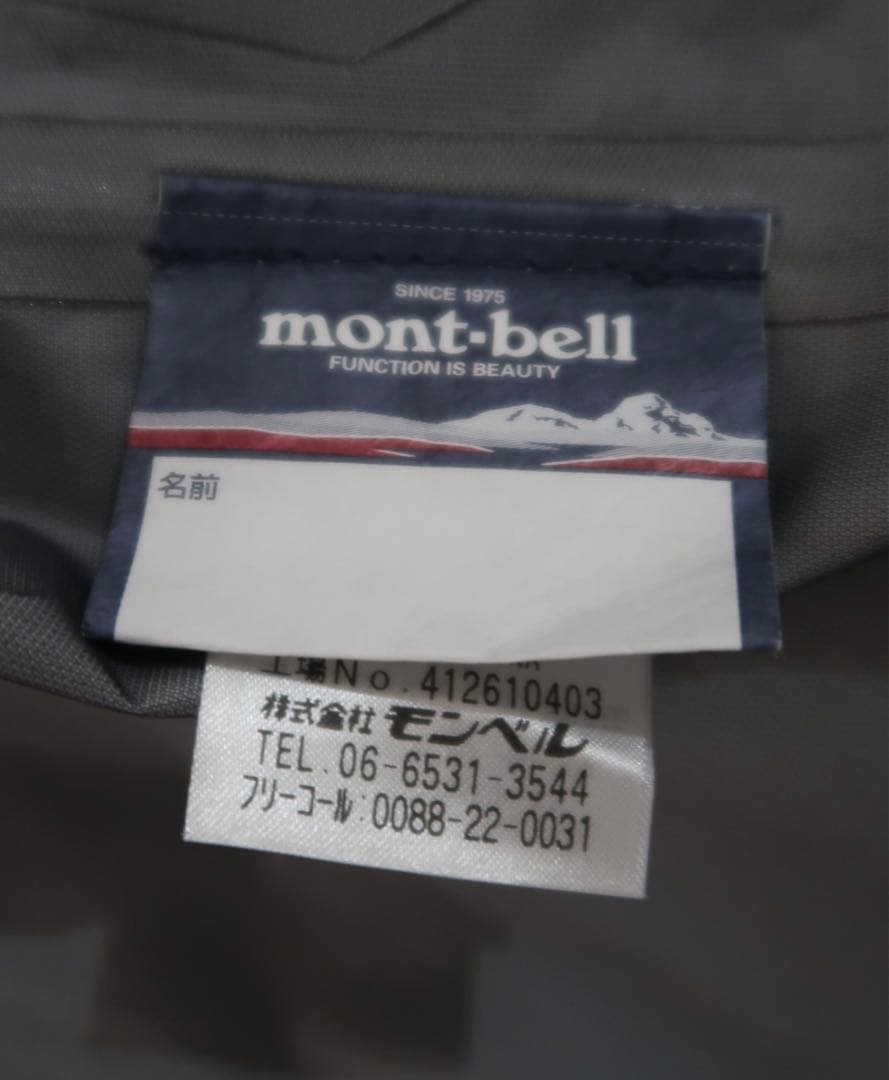 SINCE 1975
mont-bell
FUNCTION IS BEAUTY
名前
工場No.412610403
株式会社モンベル
TEL.06-6531-3544
フリーコール:0088-22-0031